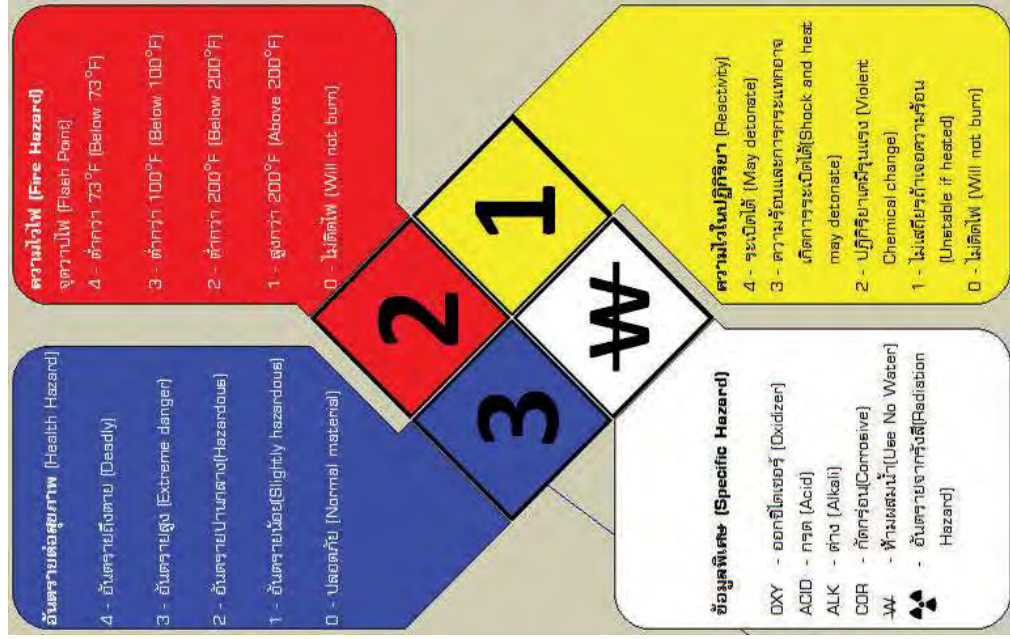 อันตรายต่อสุขภาพ (Health Hazard)
4 - อันตรายถึงตาย (Deadly)
3 - อันตรายสูง (Extreme danger)
2 - อันตรายปานกลาง(Hazardous)
1 - อันตรายน้อย(Slightly hazardous)
0 - ปลอดภัย (Normal material)
ความไวไฟ (Fire Hazard)
จุดวาบไฟ (Flash Point)
4 - ต่ำกว่า 73°F (Below 73°F)
3 - ต่ำกว่า 100°F (Below 100°F)
2 - ต่ำกว่า 200°F (Below 200°F)
1 - สูงกว่า 200°F (Above 200°F)
0 - ไม่ติดไฟ (Will not burn)
2
3
1
W
ข้อมูลพิเศษ (Specific Hazard)
OXY - ออกซิไดเซอร์ (Oxidizer)
ACID - กรด (Acid)
ALK - ด่าง (Alkali)
COR - กัดกร่อน(Corrosive)
W - ห้ามผสมน้ำ(Use No Water)
- อันตรายจากรังสี(Radiation
Hazard)
ความไวในปฏิกิริยา (Reactivity)
4 - ระเบิดได้ (May detonate)
3 - ความร้อนและการกระแทกอาจ
เกิดการระเบิดได้(Shock and heat
may detonate)
2 - ปฏิกิริยาเคมีรุนแรง (Violent
Chemical change)
1 - ไม่เสถียรถ้าเจอความร้อน
(Unstable if heated)
0 - ไม่ติดไฟ (Will not burn)